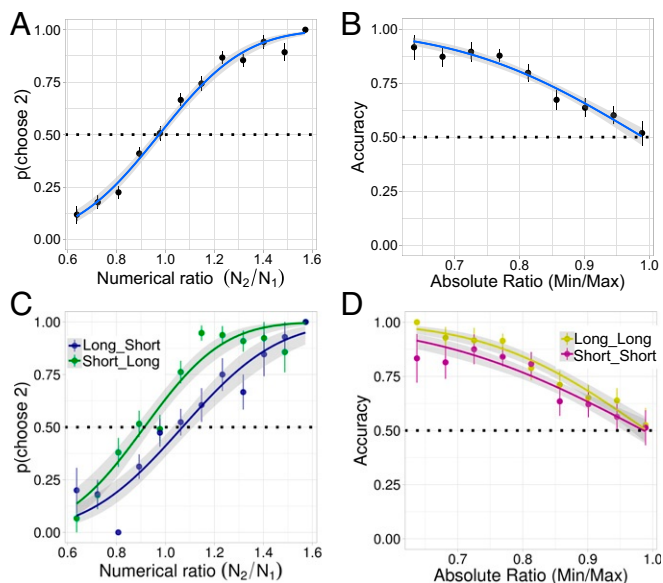 A
p(choose 2)
1.00
0.75
0.50
0.25
0.00
0.6 0.8 1.0 1.2 1.4 1.6
Numerical ratio (N2/N1)
B
Accuracy
1.00
0.75
0.50
0.25
0.00
0.7 0.8 0.9 1.0
Absolute Ratio (Min/Max)
C
p(choose 2)
1.00
0.75
0.50
0.25
0.00
Long_Short
Short_Long
0.6 0.8 1.0 1.2 1.4 1.6
Numerical ratio (N2/N1)
D
Accuracy
1.00
0.75
0.50
0.25
0.00
Long_Long
Short_Short
0.7 0.8 0.9 1.0
Absolute Ratio (Min/Max)